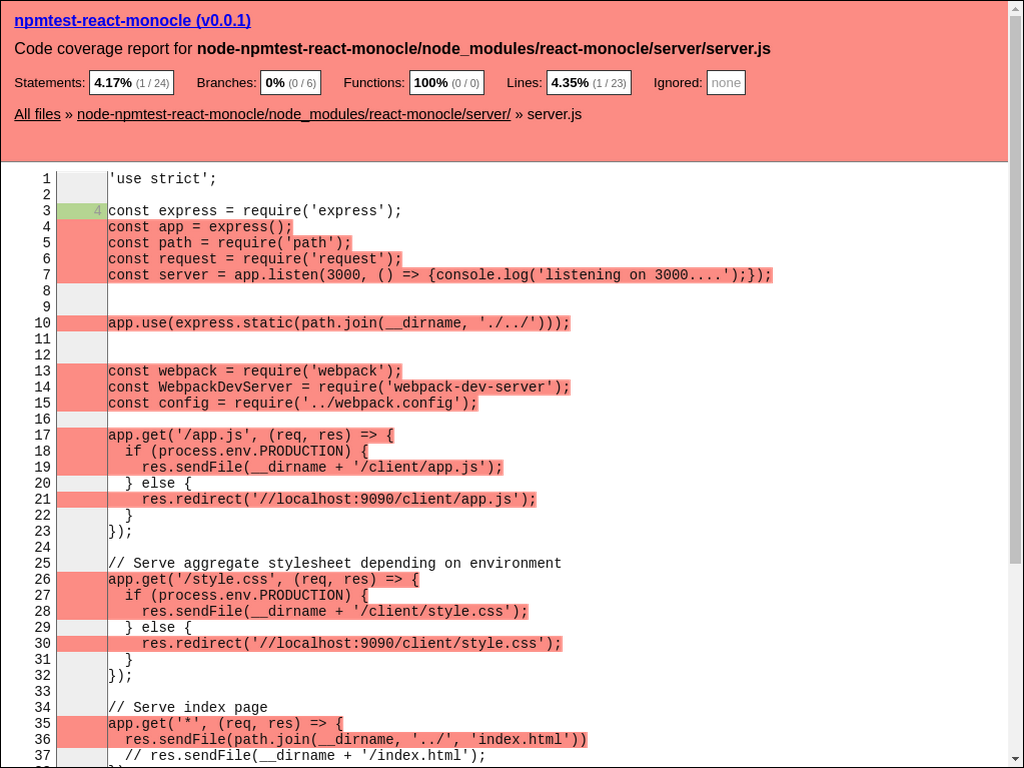 npmtest-react-monocle (v0.0.1)
Code coverage report for node-npmtest-react-monocle/node_modules/react-monocle/server/server.js
Statements: 4.17% (1 / 24) Branches: 0% (0 / 6) Functions: 100% (0 / 0) Lines: 4.35% (1 / 23) Ignored: none
All files » node-npmtest-react-monocle/node_modules/react-monocle/server/ » server.js
1 'use strict';
2
3 4 const express = require('express');
4 const app = express();
5 const path = require('path');
6 const request = require('request');
7 const server = app.listen(3000, () => {console.log('listening on 3000....');});
8
9
10 app.use(express.static(path.join(__dirname, './../')));
11
12
13 const webpack = require('webpack');
14 const WebpackDevServer = require('webpack-dev-server');
15 const config = require('../webpack.config');
16
17 app.get('/app.js', (req, res) => {
18   if (process.env.PRODUCTION) {
19     res.sendFile(__dirname + '/client/app.js');
20   } else {
21     res.redirect('//localhost:9090/client/app.js');
22   }
23 });
24
25 // Serve aggregate stylesheet depending on environment
26 app.get('/style.css', (req, res) => {
27   if (process.env.PRODUCTION) {
28     res.sendFile(__dirname + '/client/style.css');
29   } else {
30     res.redirect('//localhost:9090/client/style.css');
31   }
32 });
33
34 // Serve index page
35 app.get('*', (req, res) => {
36   res.sendFile(path.join(__dirname, '../', 'index.html'))
37   // res.sendFile(__dirname + '/index.html');